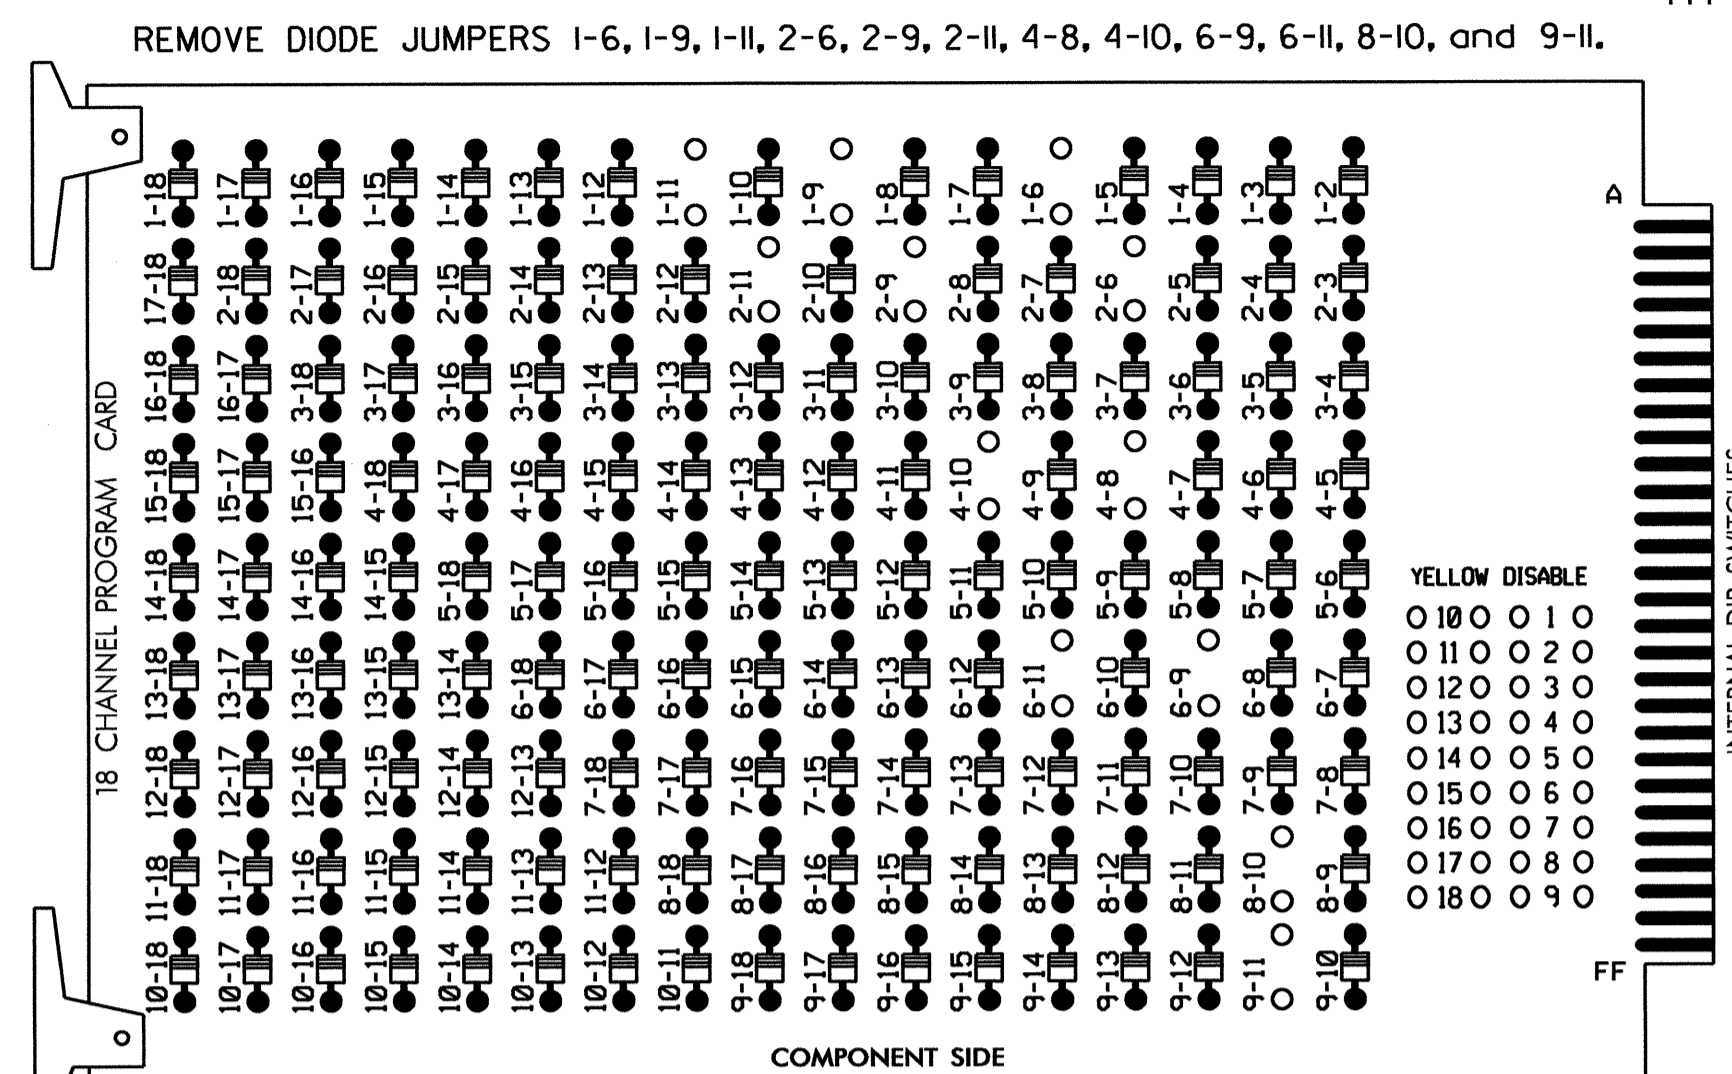 REMOVE DIODE JUMPERS 1-6, 1-9, 1-11, 2-6, 2-9, 2-11, 4-8, 4-10, 6-9, 6-11, 8-10, and 9-11.
1-18 1-17 1-16 1-15 1-14 1-13 1-12 1-11 1-10 1-9 1-8 1-7 1-6 1-5 1-4 1-3 1-2
17-18 2-18 2-17 2-16 2-15 2-14 2-13 2-12 2-11 2-10 2-9 2-8 2-7 2-6 2-5 2-4 2-3
16-18 16-17 3-18 3-17 3-16 3-15 3-14 3-13 3-12 3-11 3-10 3-9 3-8 3-7 3-6 3-5 3-4
15-18 15-17 15-16 4-18 4-17 4-16 4-15 4-14 4-13 4-12 4-11 4-10 4-9 4-8 4-7 4-6 4-5
14-18 14-17 14-16 14-15 5-18 5-17 5-16 5-15 5-14 5-13 5-12 5-11 5-10 5-9 5-8 5-7 5-6
13-18 13-17 13-16 13-15 13-14 6-18 6-17 6-16 6-15 6-14 6-13 6-12 6-11 6-10 6-9 6-8 6-7
12-18 12-17 12-16 12-15 12-14 12-13 7-18 7-17 7-16 7-15 7-14 7-13 7-12 7-11 7-10 7-9 7-8
11-18 11-17 11-16 11-15 11-14 11-13 11-12 8-18 8-17 8-16 8-15 8-14 8-13 8-12 8-11 8-10 8-9
10-18 10-17 10-16 10-15 10-14 10-13 10-12 10-11 9-18 9-17 9-16 9-15 9-14 9-13 9-12 9-11 9-10
18 CHANNEL PROGRAM CARD
A
YELLOW DISABLE
10 1
11 2
12 3
13 4
14 5
15 6
16 7
17 8
18 9
FF
COMPONENT SIDE